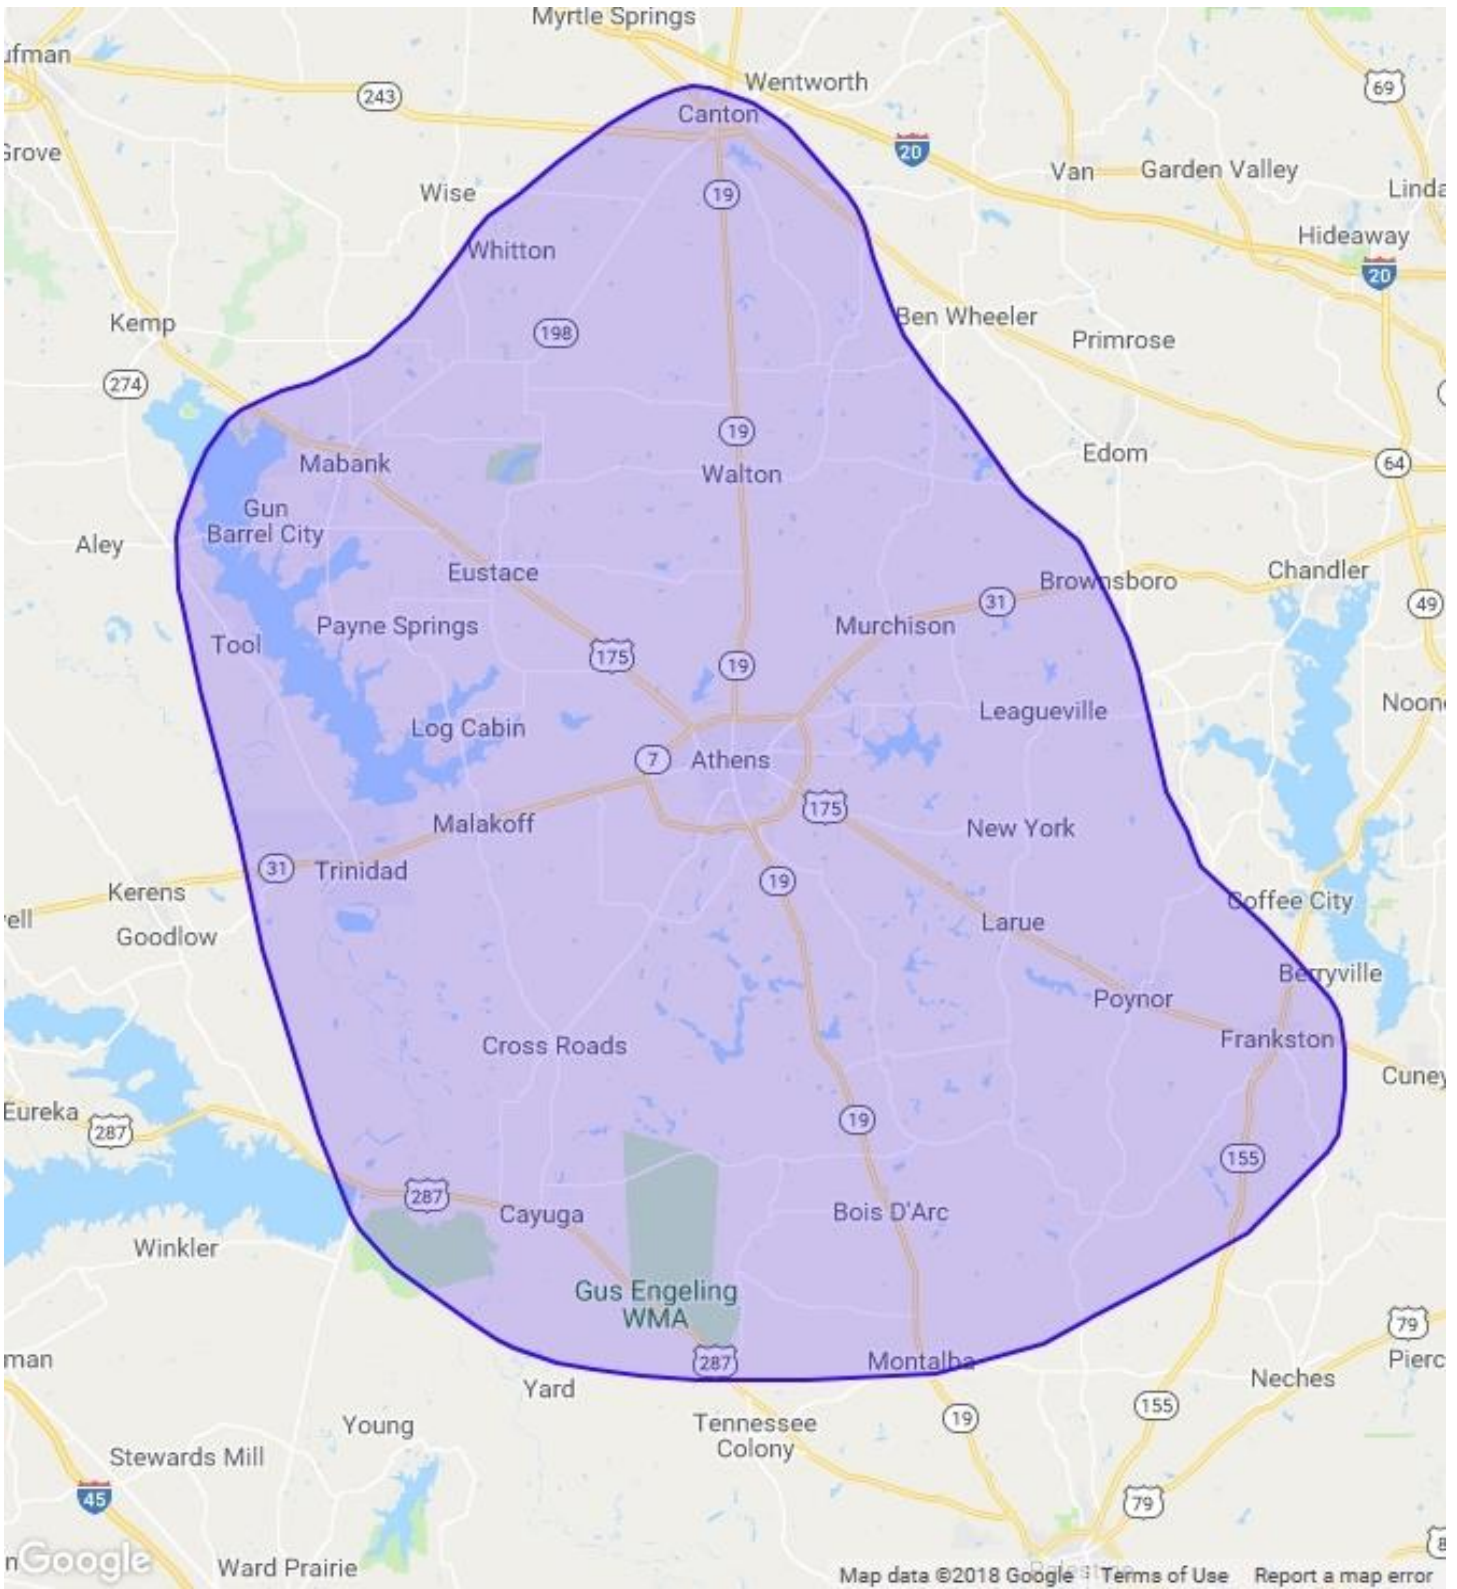 Myrtle Springs
ufman
Wentworth
69
243
Canton
20
Grove
Van
Garden Valley
Wise
19
Linda
Hideaway
Whitton
20
Kemp
198
Ben Wheeler
Primrose
274
19
Mabank
Walton
Edom
64
Gun
Barrel City
Aley
Eustace
Brownsboro
Chandler
31
49
Payne Springs
Murchison
Tool
175
19
Log Cabin
Leagueville
Noon
7
Athens
175
Malakoff
New York
31
Trinidad
19
Kerens
Coffee City
ell
Larue
Goodlow
Berryville
Poynor
Cross Roads
Frankston
Cuney
Eureka
287
19
155
287
Cayuga
Bois D'Arc
Winkler
Gus Engeling
WMA
79
man
287
Montalba
Pierc
Yard
Neches
155
Young
Tennessee
Colony
19
Stewards Mill
45
79
8
n
Google
Ward Prairie
Palestine
Map data ©2018 Google
Terms of Use
Report a map error